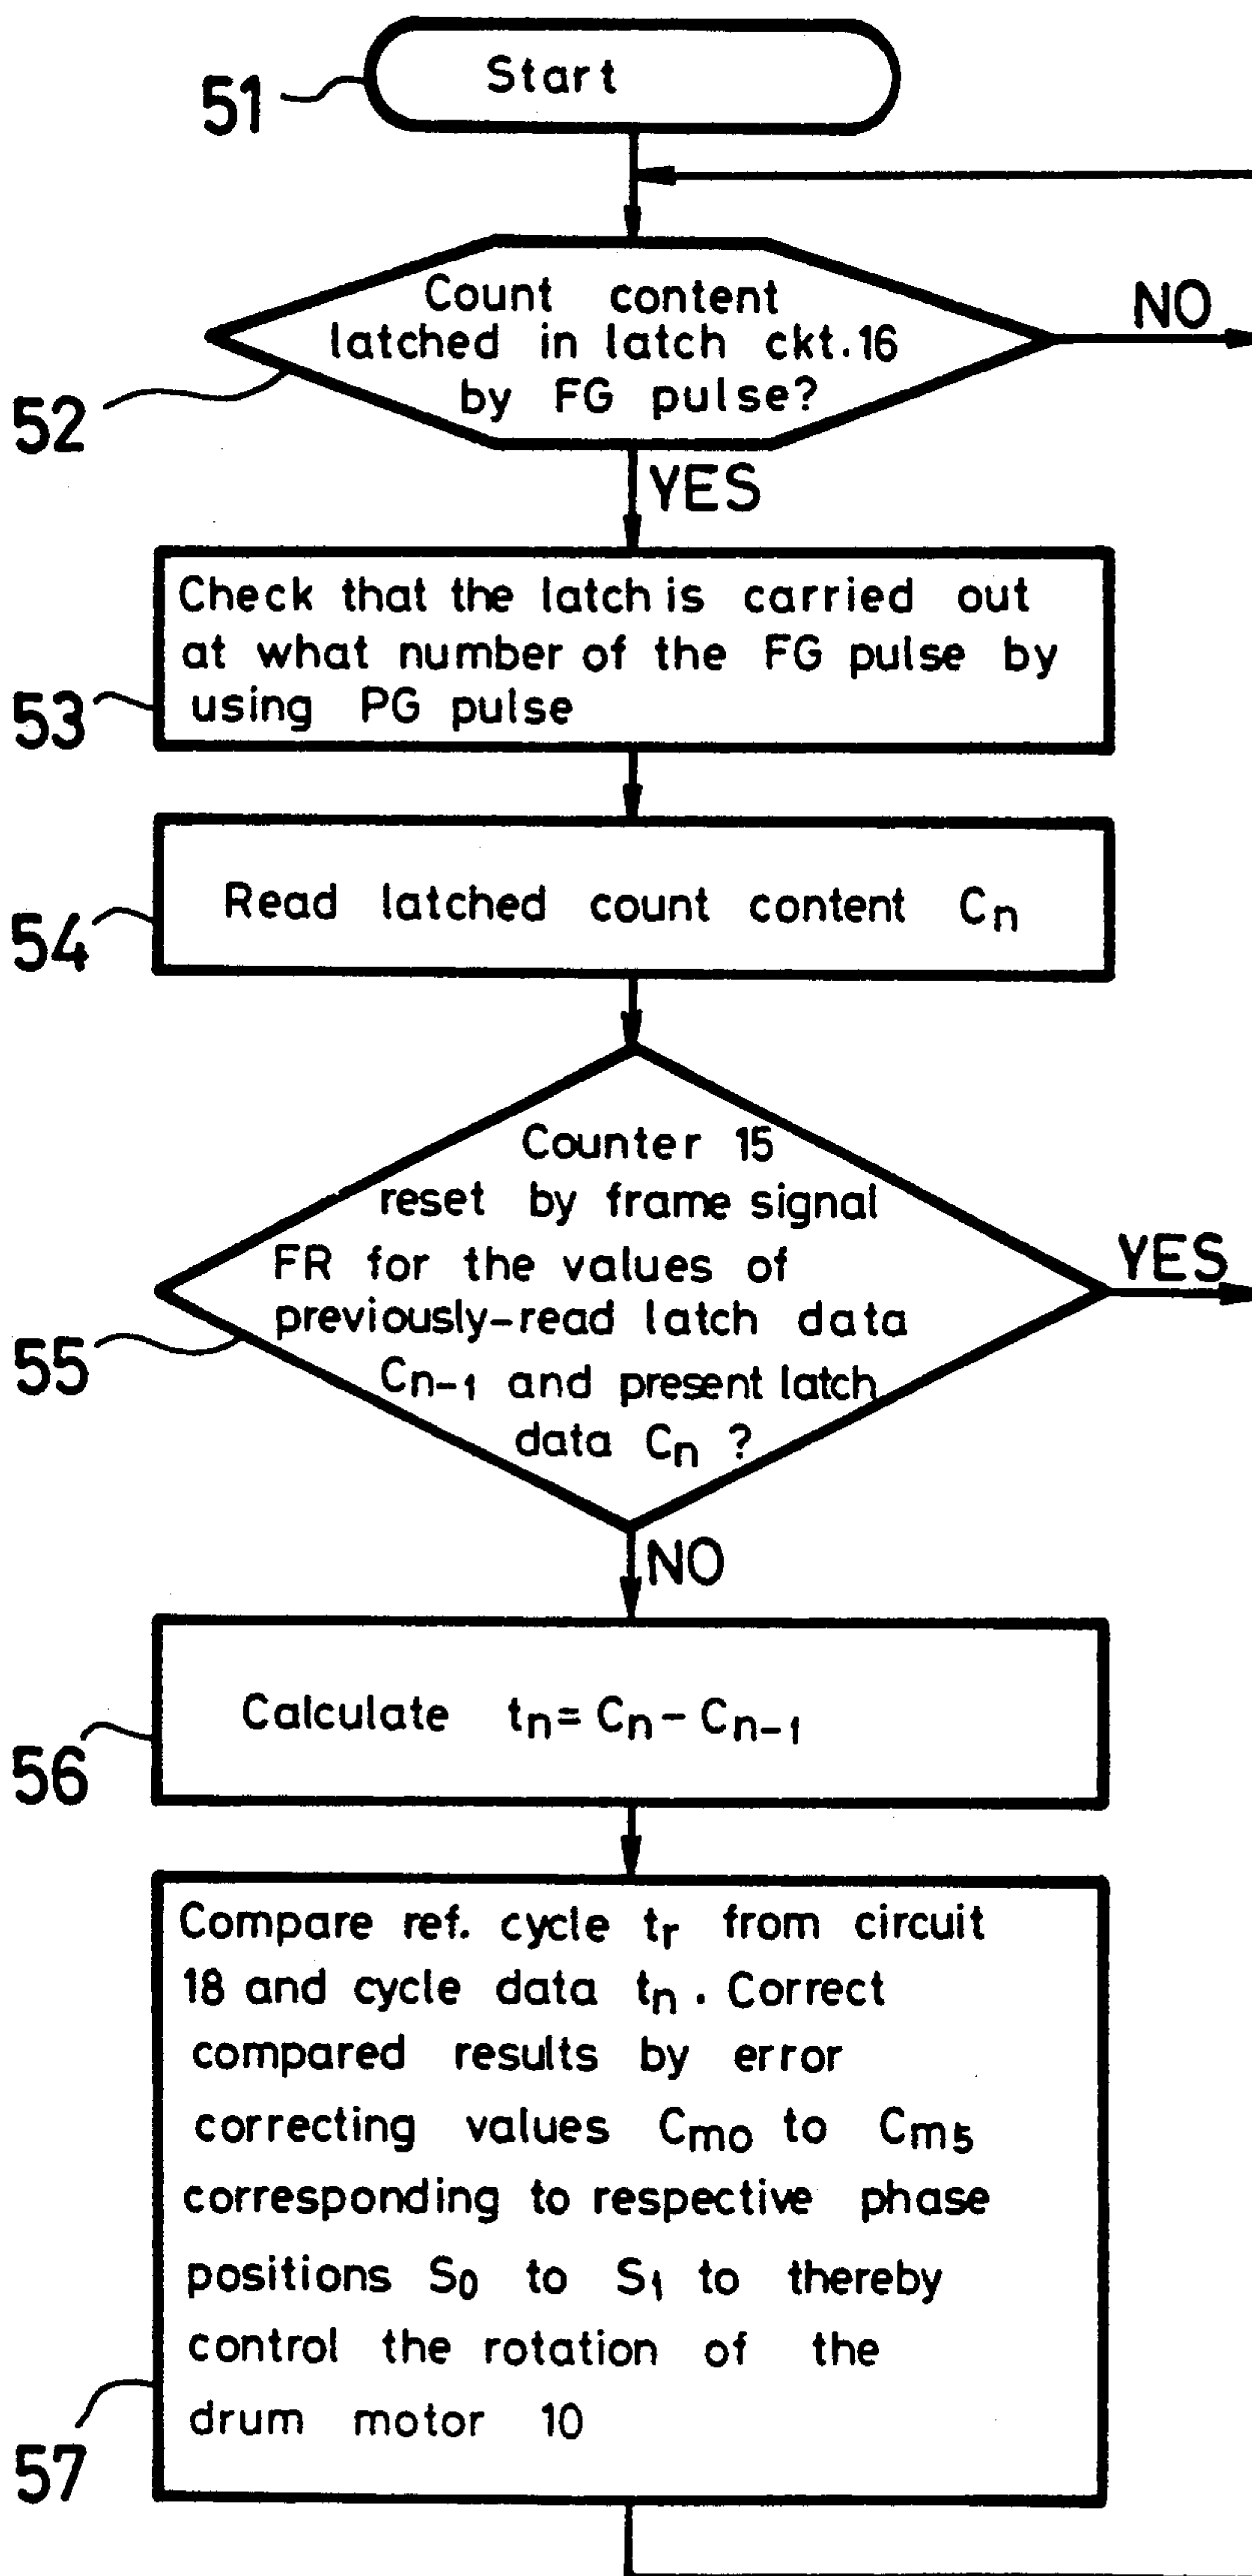 Start
51
Count content
latched in latch ckt.16
by FG pulse?
NO
52
YES
Check that the latch is carried out
at what number of the FG pulse by
using PG pulse
53
Read latched count content Cn
54
Counter 15
reset by frame signal
FR for the values of
previously-read latch data
Cn-1 and present latch
data Cn ?
YES
55
NO
Calculate tn= Cn - Cn-1
56
Compare ref. cycle tr from circuit
18 and cycle data tn. Correct
compared results by error
correcting values Cm0 to Cm5
corresponding to respective phase
positions S0 to S1 to thereby
control the rotation of the
drum motor 10
57